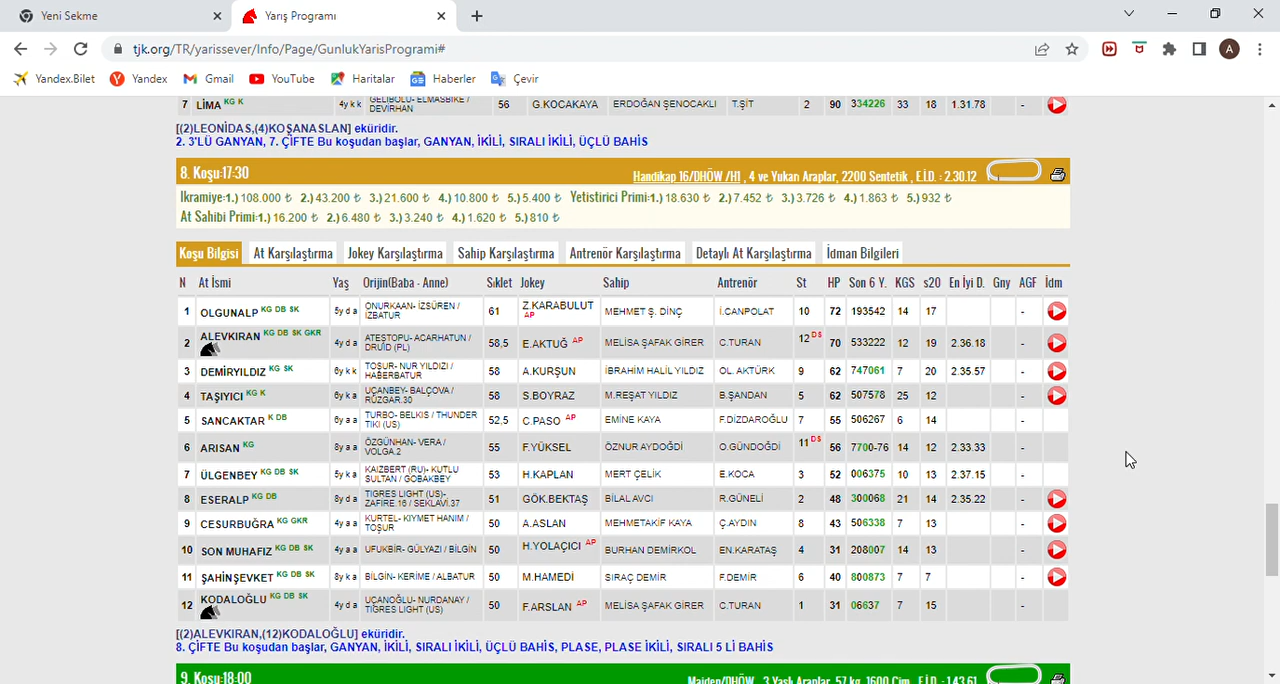 Yeni Sekme
Yarış Programı
tjk.org/TR/yarissever/Info/Page/GunlukYarisProgrami#
A
Yandex.Bilet Yandex Gmail YouTube Haritalar Haberler Çevir
7 LİMA KG K 4y k k GELİBOLU- ELMASBIKE / DEVİRHAN 56 G.KOCAKAYA ERDOĞAN ŞENOCAKLI T.ŞİT 2 90 334226 33 18 1.31.78 -
[(2)LEONİDAS,(4)KOŞANASLAN] eküridir.
2. 3'LÜ GANYAN, 7. ÇİFTE Bu koşudan başlar, GANYAN, İKİLİ, SIRALI İKİLİ, ÜÇLÜ BAHİS
8. Koşu:17:30 Handikap 16/DHÖW /H1 , 4 ve Yukarı Araplar, 2200 Sentetik , E.İ.D. : 2.30.12
İkramiye:1.) 108.000 ₺ 2.) 43.200 ₺ 3.) 21.600 ₺ 4.) 10.800 ₺ 5.) 5.400 ₺ Yetistirici Primi:1.) 18.630 ₺ 2.) 7.452 ₺ 3.) 3.726 ₺ 4.) 1.863 ₺ 5.) 932 ₺
At Sahibi Primi:1.) 16.200 ₺ 2.) 6.480 ₺ 3.) 3.240 ₺ 4.) 1.620 ₺ 5.) 810 ₺
Koşu Bilgisi At Karşılaştırma Jokey Karşılaştırma Sahip Karşılaştırma Antrenör Karşılaştırma Detaylı At Karşılaştırma İdman Bilgileri
N At İsmi Yaş Orijin(Baba - Anne) Sıklet Jokey Sahip Antrenör St HP Son 6 Y. KGS s20 En İyi D. Gny AGF İdm
1 OLGUNALP KG DB SK 5y d a ONURKAAN- İZSÜREN / İZBATUR 61 Z.KARABULUT AP MEHMET Ş. DİNÇ İ.CANPOLAT 10 72 193542 14 17 -
2 ALEVKIRAN KG DB SK GKR 4y d a ATESTOPU- ACARHATUN / DRUİD (PL) 58,5 E.AKTUĞ AP MELİSA ŞAFAK GİRER C.TURAN 12 DS 70 533222 12 19 2.36.18 -
3 DEMİRYILDIZ KG SK 6y k k TOŞUR- NUR YILDIZI / HABERBATUR 58 A.KURŞUN İBRAHİM HALİL YILDIZ OL. AKTÜRK 9 62 747061 7 20 2.35.57 -
4 TAŞIYICI KG K 6y k a UÇANBEY- BALÇOVA / RÜZGAR.30 58 S.BOYRAZ M.REŞAT YILDIZ B.ŞANDAN 5 62 507578 25 12 -
5 SANCAKTAR K DB 6y d a TURBO- BELKIS / THUNDER TIKI (US) 52,5 C.PASO AP EMİNE KAYA F.DİZDAROĞLU 7 55 506267 6 14 -
6 ARISAN KG 8y a a ÖZGÜNHAN- VERA / VOLGA.2 55 F.YÜKSEL ÖZNUR AYDOĞDİ O.GÜNDOĞDİ 11 DS 56 7700-76 14 12 2.33.33 -
7 ÜLGENBEY KG DB SK 5y k a KAIZBERT (RU)- KUTLU SULTAN / GOBAKBEY 53 H.KAPLAN MERT ÇELİK E.KOCA 3 52 006375 10 13 2.37.15 -
8 ESERALP KG DB 8y d a TIGRES LIGHT (US)- ZAFİRE.16 / SEKLAVİ.37 51 GÖK.BEKTAŞ BİLAL AVCI R.GÜNELİ 2 48 300068 21 14 2.35.22 -
9 CESURBUĞRA KG GKR 4y a a KURTEL- KIYMET HANIM / TOŞUR 50 A.ASLAN MEHMETAKİF KAYA Ç.AYDIN 8 43 506338 7 13 -
10 SON MUHAFIZ KG DB SK 4y a a UFUKBİR- GÜLYAZI / BİLGİN 50 H.YOLAÇICI AP BURHAN DEMİRKOL EN.KARATAŞ 4 31 208007 14 13 -
11 ŞAHİNŞEVKET KG DB SK 8y k a BİLGİN- KERİME / ALBATUR 50 M.HAMEDİ SIRAÇ DEMİR F.DEMİR 6 40 800873 7 7 -
12 KODALOĞLU KG DB SK 4y d a UÇANOĞLU- NURDANAY / TIGRES LIGHT (US) 50 F.ARSLAN AP MELİSA ŞAFAK GİRER C.TURAN 1 31 06637 7 15 -
[(2)ALEVKIRAN,(12)KODALOĞLU] eküridir.
8. ÇİFTE Bu koşudan başlar, GANYAN, İKİLİ, SIRALI İKİLİ, ÜÇLÜ BAHİS, PLASE, PLASE İKİLİ, SIRALI 5 Lİ BAHİS
9. Koşu:18:00 Maiden/DHÖW , 3 Yaşlı Araplar, 57 kg, 1600 Çim , E.İ.D. : 1.43.61